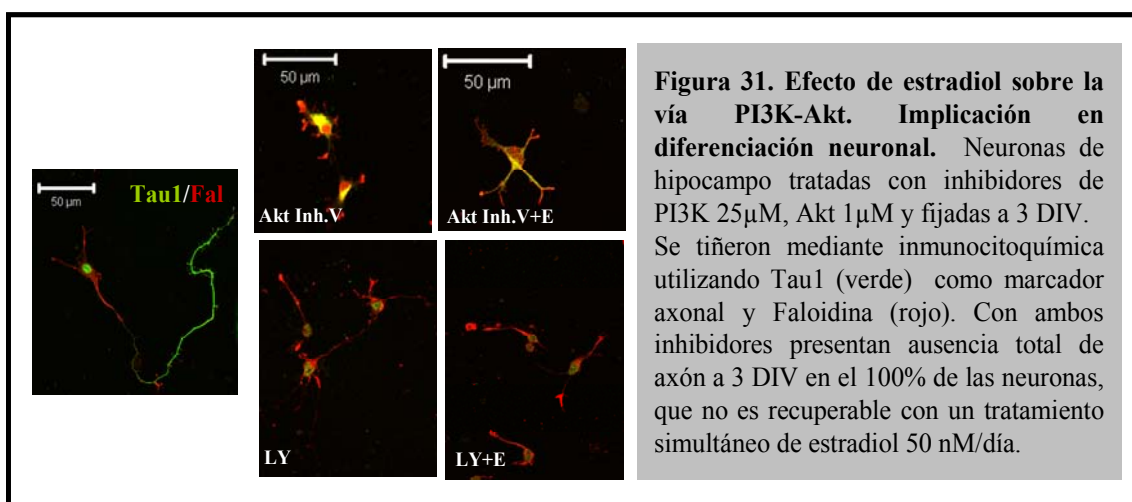 50 µm
Tau1/Fal
50 µm
Akt Inh.V
50 µm
Akt Inh.V+E
LY
LY+E
Figura 31. Efecto de estradiol sobre la
vía PI3K-Akt. Implicación en
diferenciación neuronal. Neuronas de
hipocampo tratadas con inhibidores de
PI3K 25µM, Akt 1µM y fijadas a 3 DIV.
Se tiñeron mediante inmunocitoquímica
utilizando Tau1 (verde) como marcador
axonal y Faloidina (rojo). Con ambos
inhibidores presentan ausencia total de
axón a 3 DIV en el 100% de las neuronas,
que no es recuperable con un tratamiento
simultáneo de estradiol 50 nM/día.